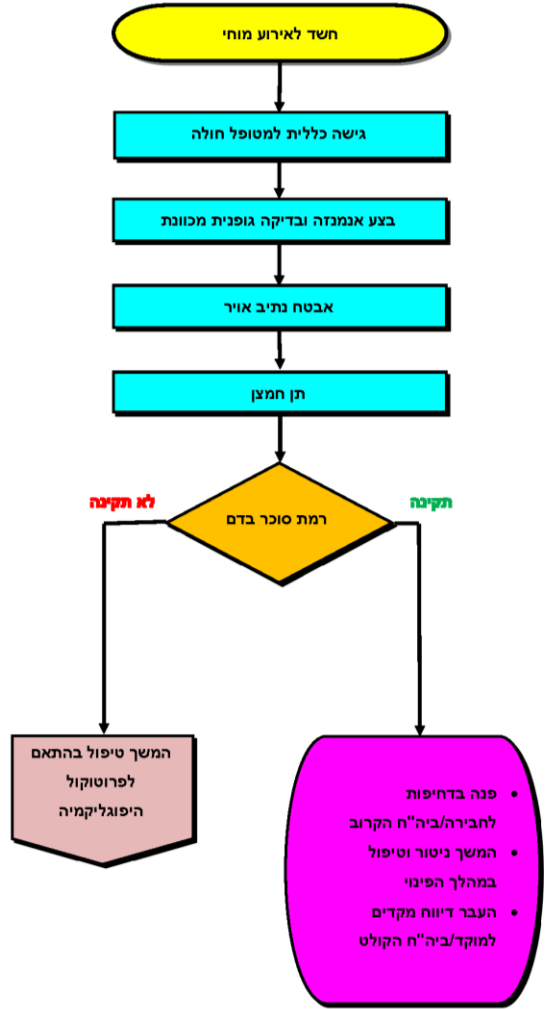 חשד לאירוע מוחי
גישה כללית למטופל חולה
בצע אנמנזה ובדיקה גופנית מכוונת
אבטח נתיב אויר
תן חמצן
רמת סוכר בדם
תקינה
לא תקינה
• פנה בדחיפות
לחבירה/ביה"ח הקרוב
• המשך ניטור וטיפול
במהלך הפינוי
• העבר דיווח מקדים
למוקד/ביה"ח הקולט
המשך טיפול בהתאם
לפרוטוקול
היפוגליקמיה